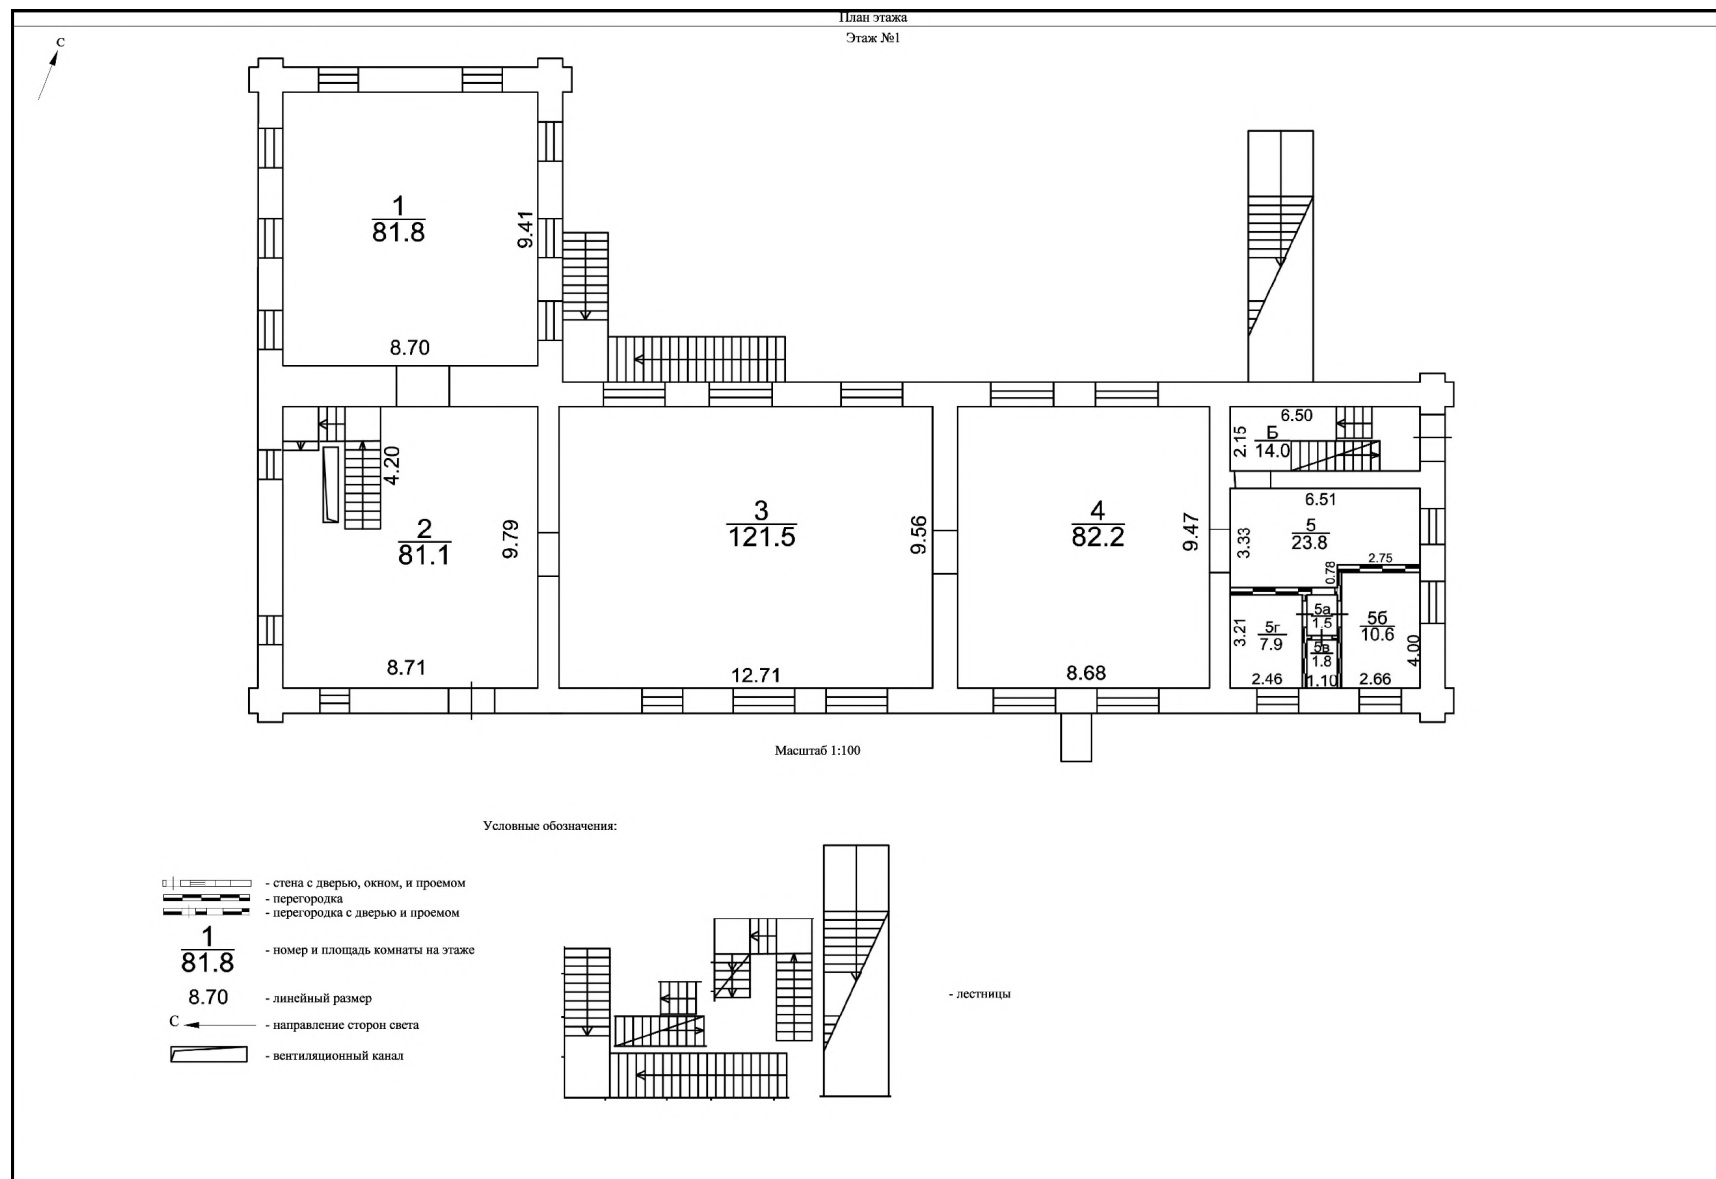 План этажа
Этаж №1
С
1
81.8
9.41
8.70
4.20
2
81.1
9.79
8.71
3
121.5
9.56
12.71
4
82.2
9.47
8.68
6.50
2.15
Б
14.0
6.51
5
23.8
3.33
2.75
0.78
5а
1.5
5б
10.6
5г
7.9
3.21
5в
1.8
4.00
2.46
1.10
2.66
Масштаб 1:100
Условные обозначения:
- стена с дверью, окном, и проемом
- перегородка
- перегородка с дверью и проемом
1
81.8
- номер и площадь комнаты на этаже
8.70
- линейный размер
С
- направление сторон света
- вентиляционный канал
- лестницы